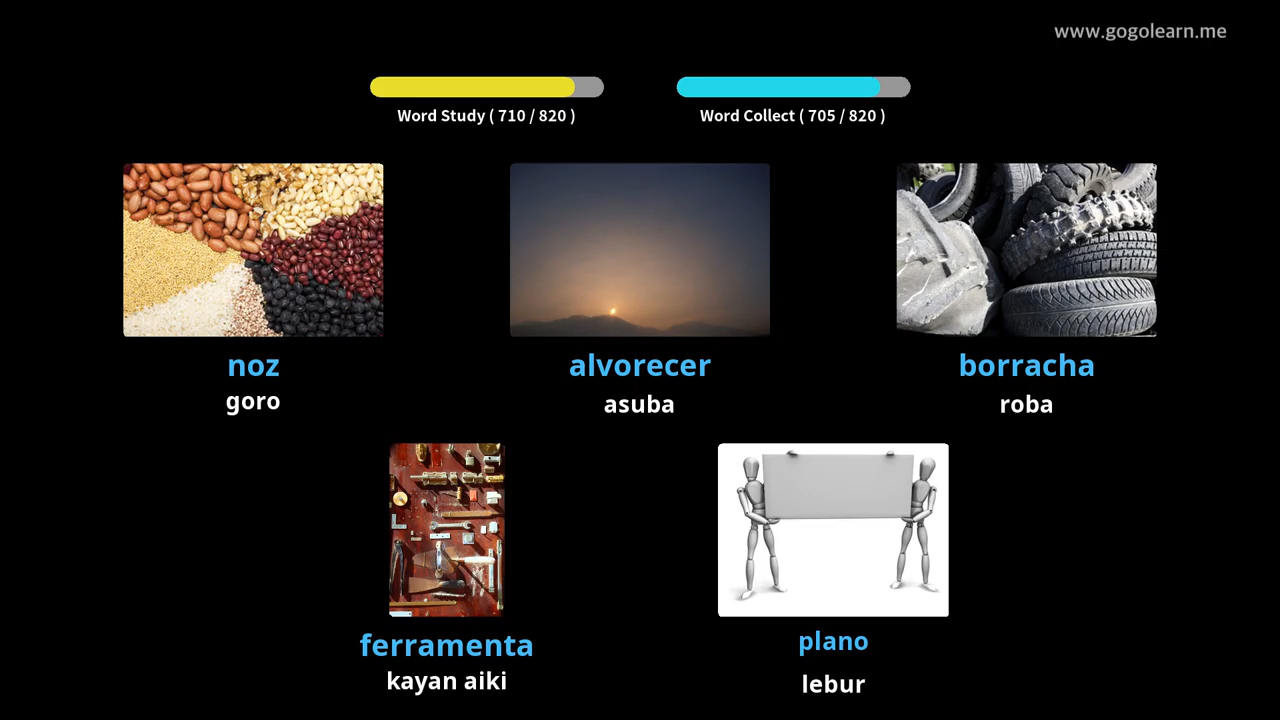 www.gogolearn.me
Word Study ( 710 / 820 )
Word Collect ( 705 / 820 )
noz
goro
alvorecer
asuba
borracha
roba
ferramenta
kayan aiki
plano
lebur